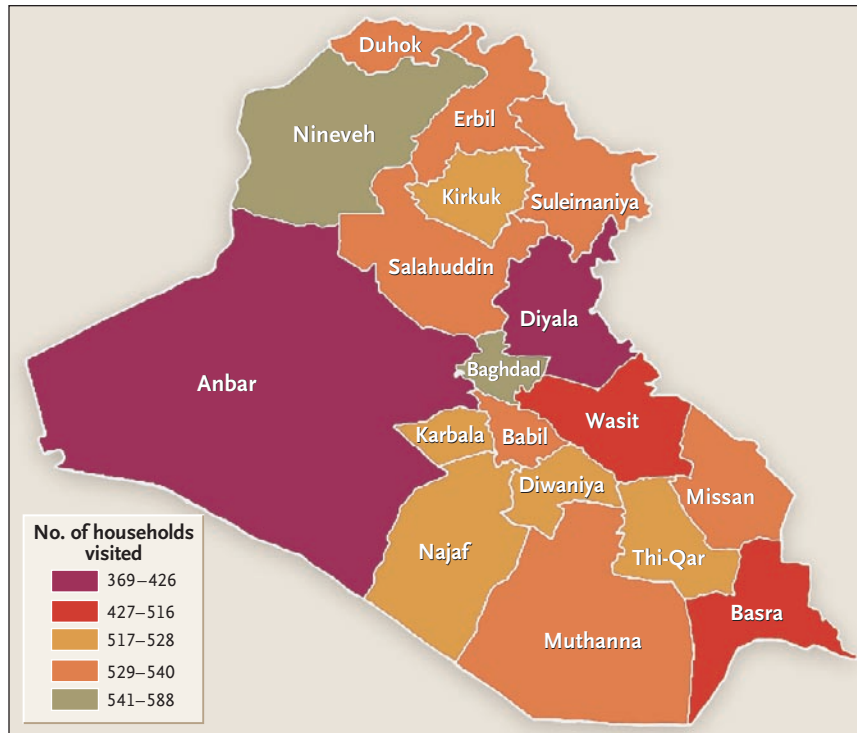 Duhok
Nineveh
Erbil
Kirkuk
Suleimaniya
Salahuddin
Diyala
Baghdad
Anbar
Wasit
Karbala
Babil
Diwaniya
Missan
Najaf
Thi-Qar
Basra
Muthanna
No. of households
visited
369–426
427–516
517–528
529–540
541–588